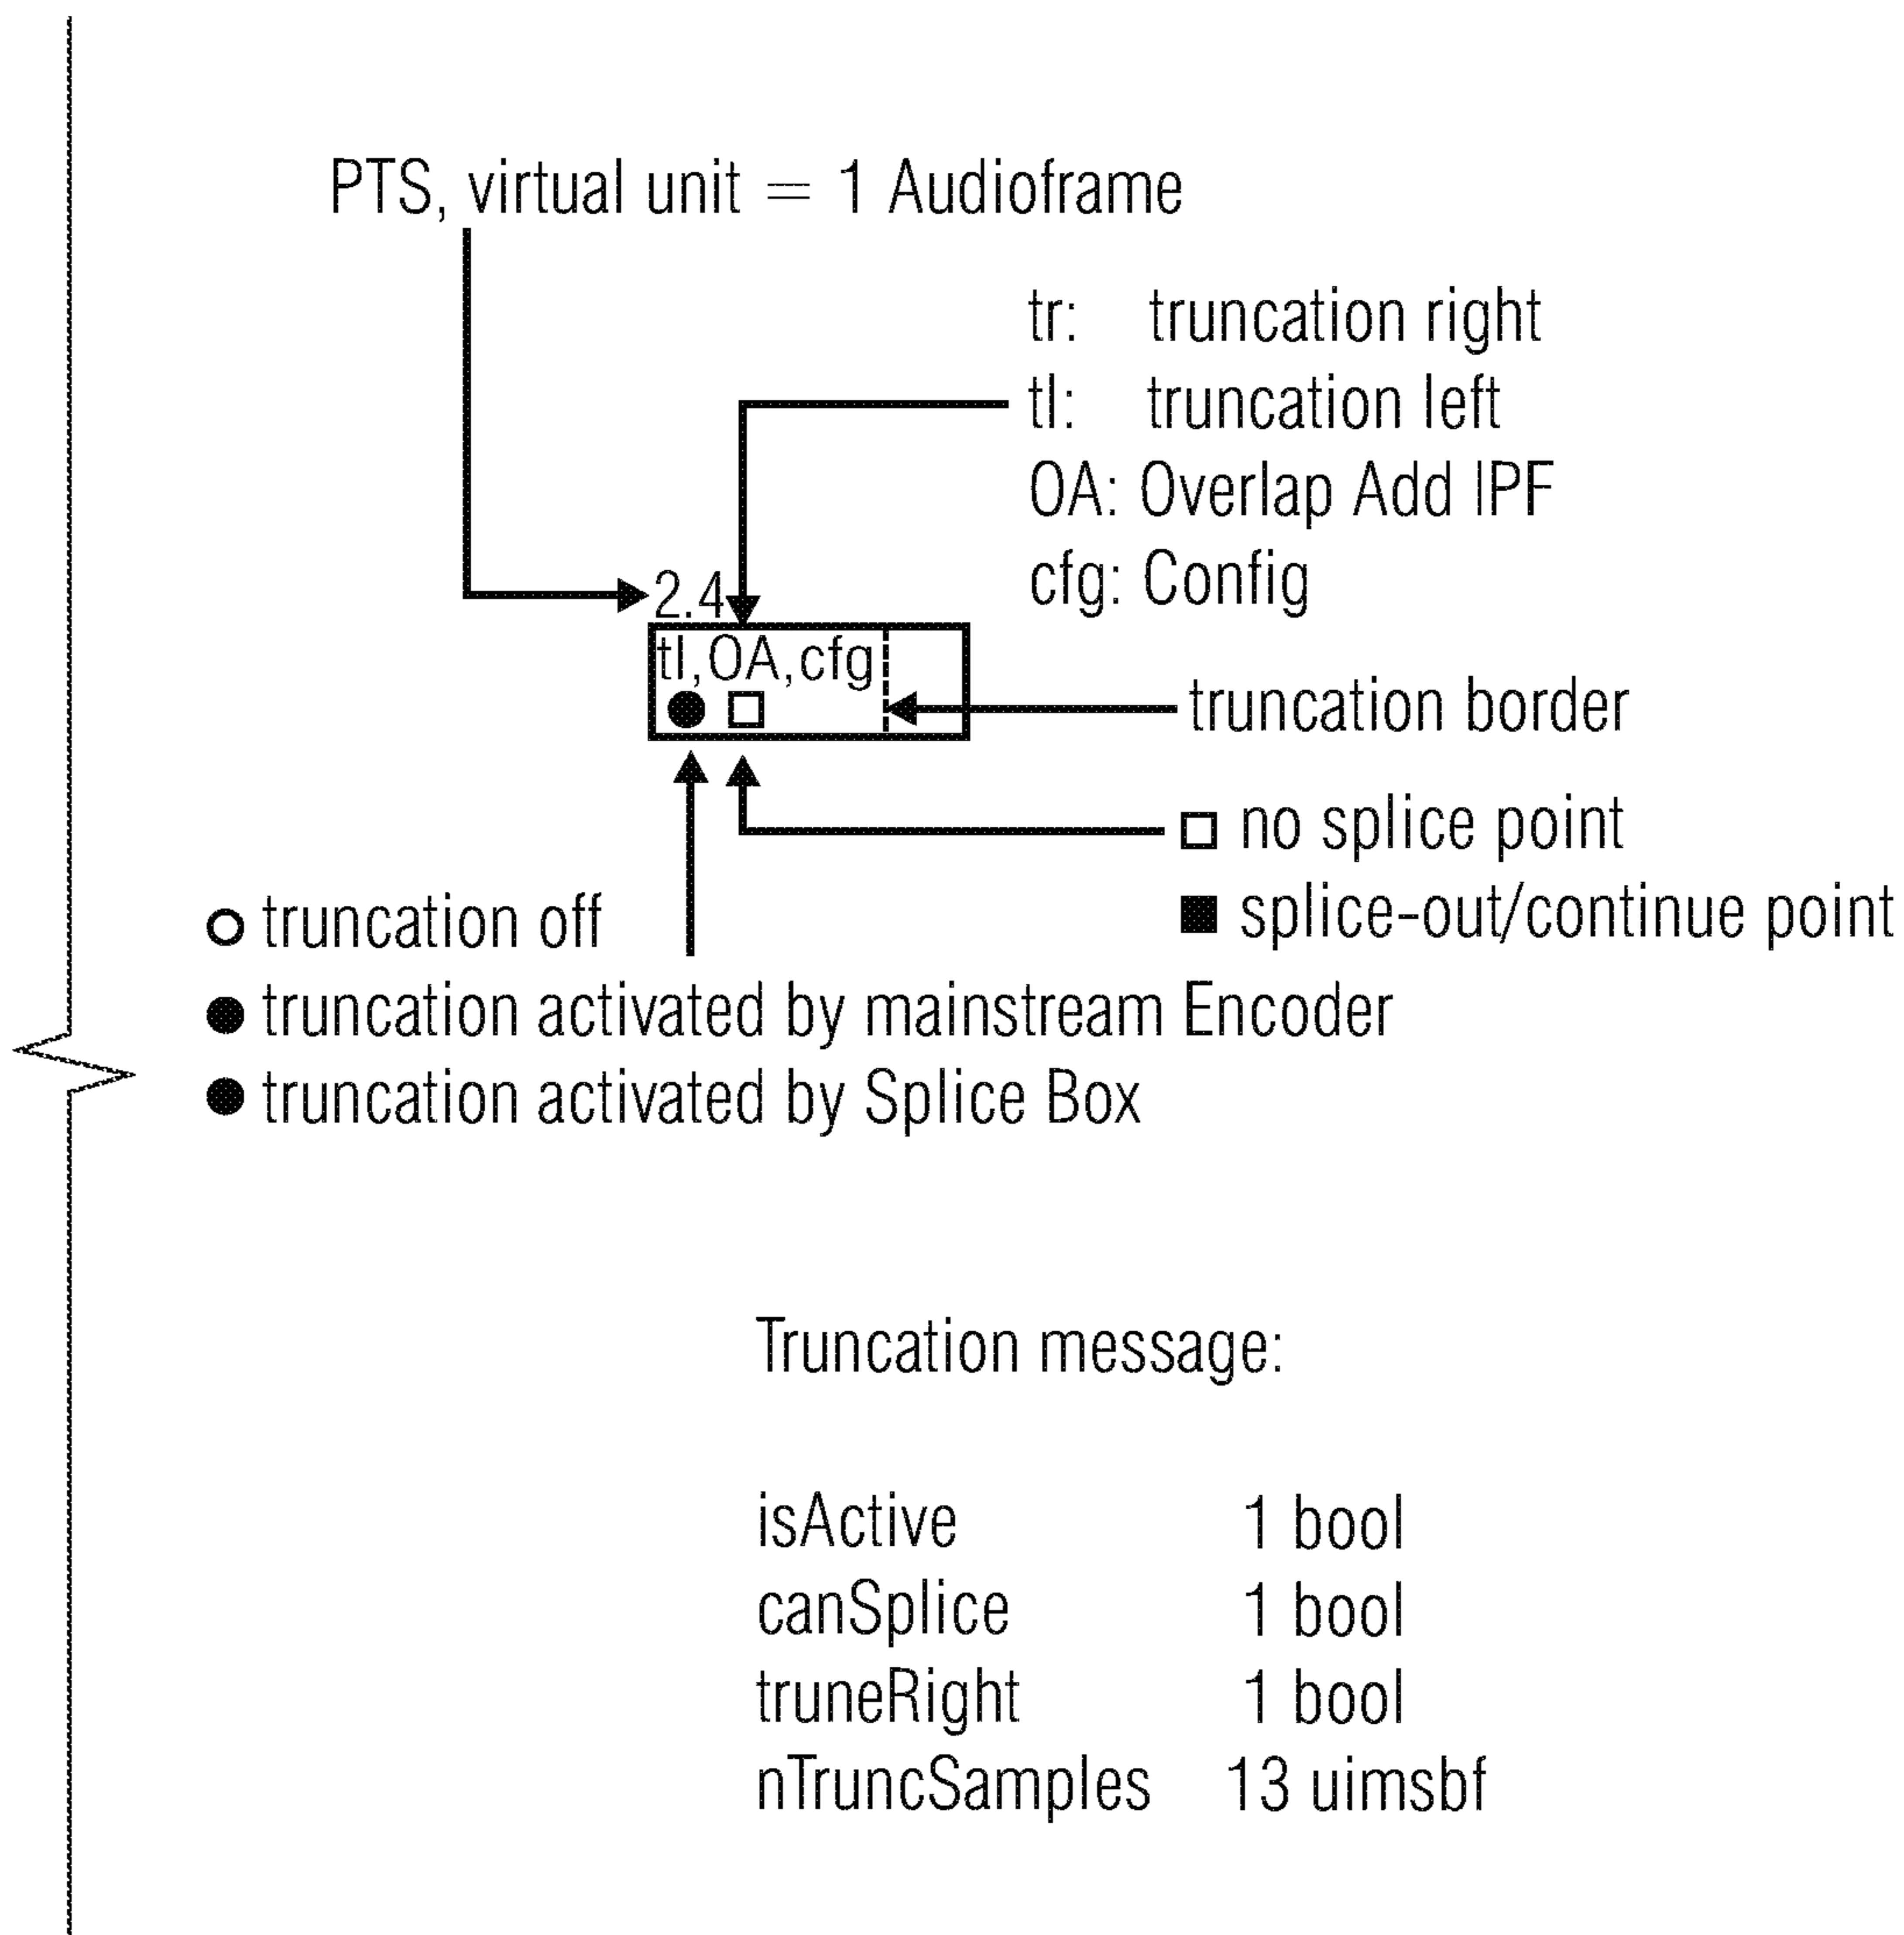 PTS, virtual unit = 1 Audioframe
tr: truncation right
tl: truncation left
OA: Overlap Add IPF
cfg: Config
2.4
tl,OA,cfg
truncation border
no splice point
splice-out/continue point
truncation off
truncation activated by mainstream Encoder
truncation activated by Splice Box
Truncation message:
isActive 1 bool
canSplice 1 bool
truneRight 1 bool
nTruncSamples 13 uimsbf